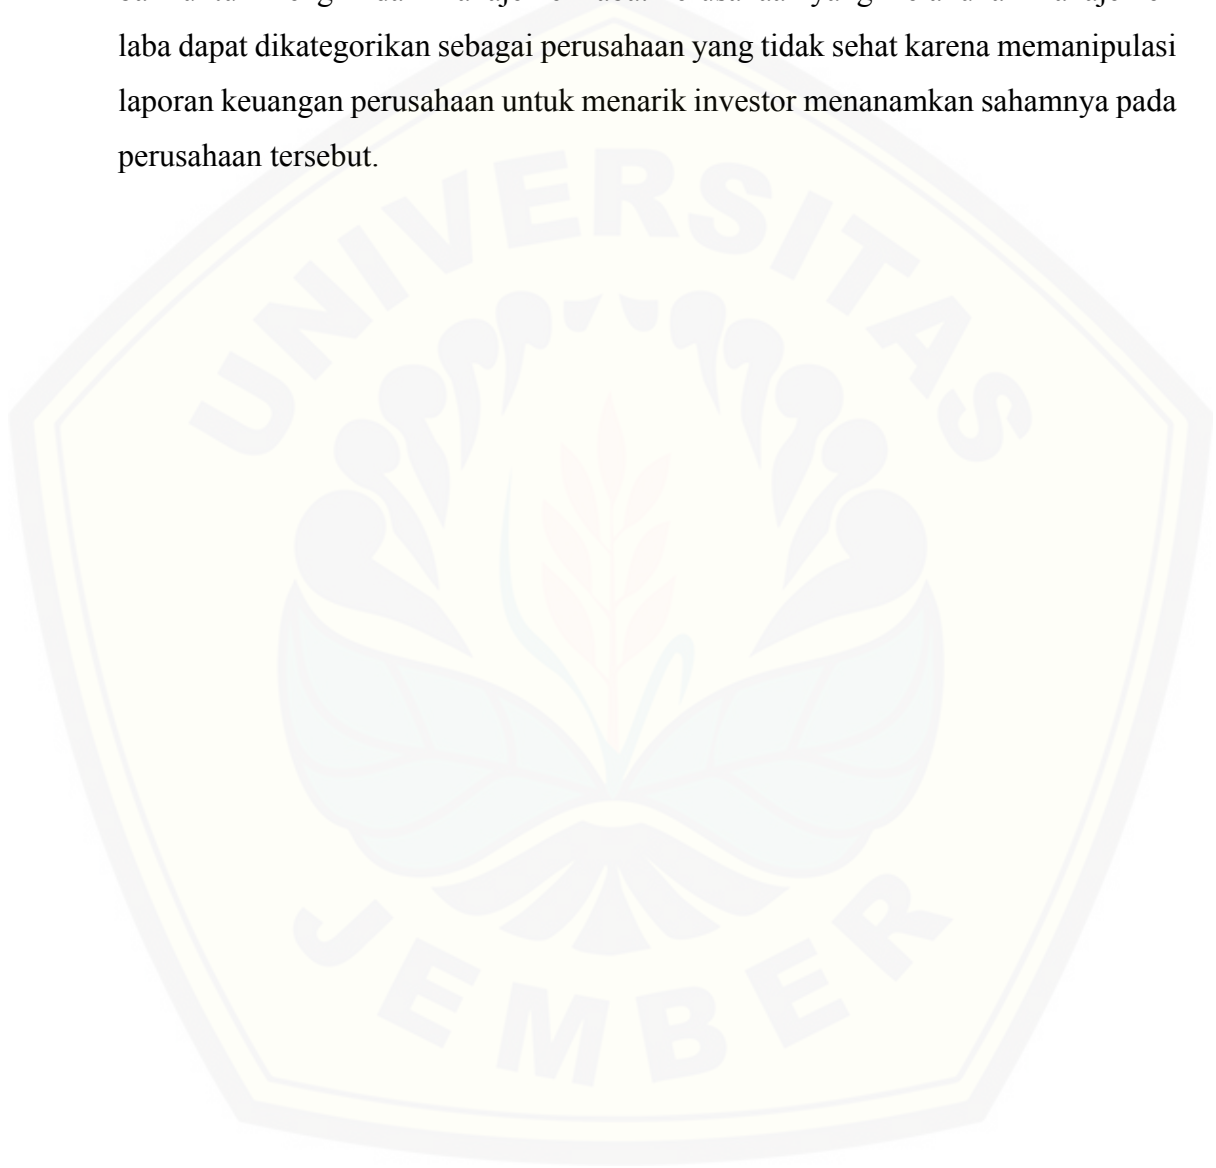 laba dapat dikategorikan sebagai perusahaan yang tidak sehat karena memanipulasi
laporan keuangan perusahaan untuk menarik investor menanamkan sahamnya pada
perusahaan tersebut.
UNIVERSITAS
JEMBER